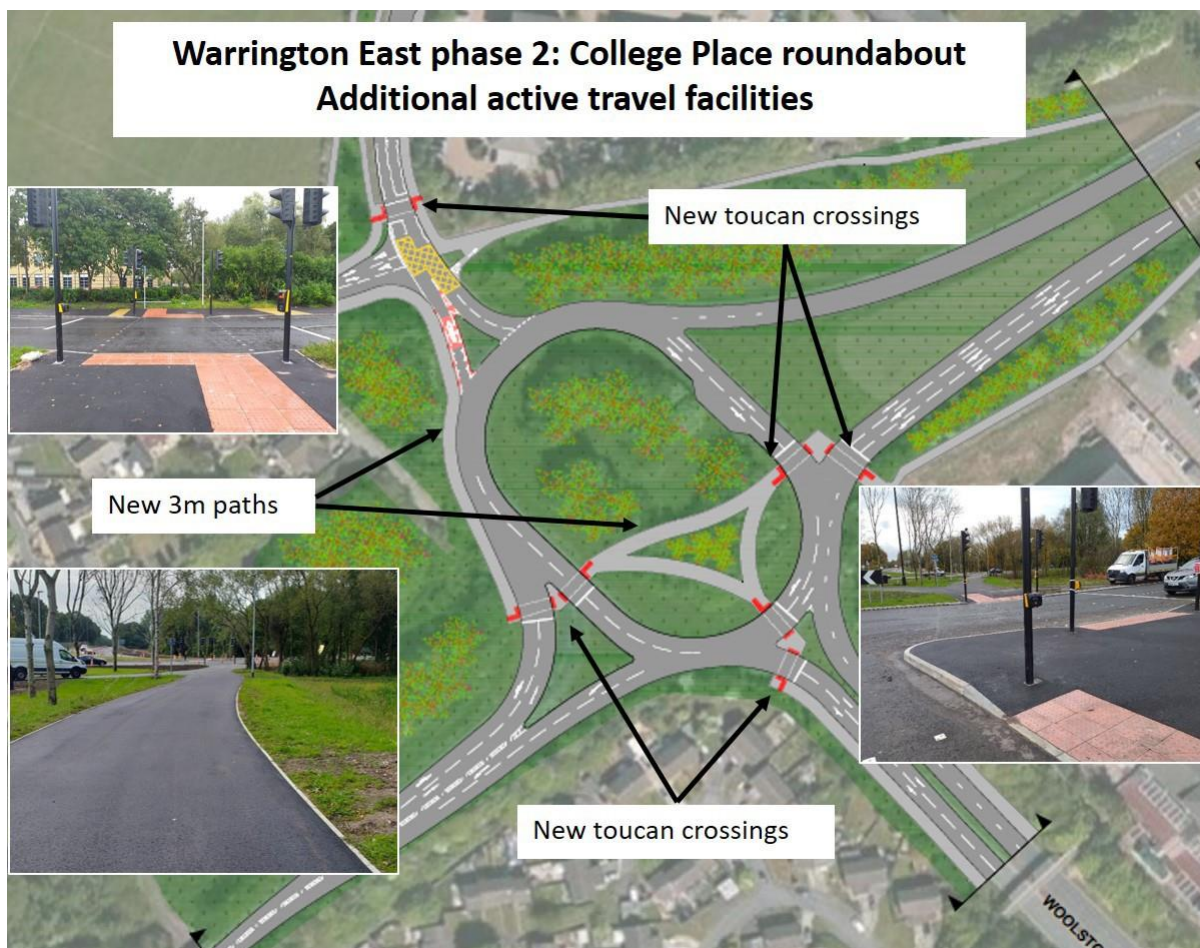 Warrington East phase 2: College Place roundabout
Additional active travel facilities
New toucan crossings
New 3m paths
New toucan crossings